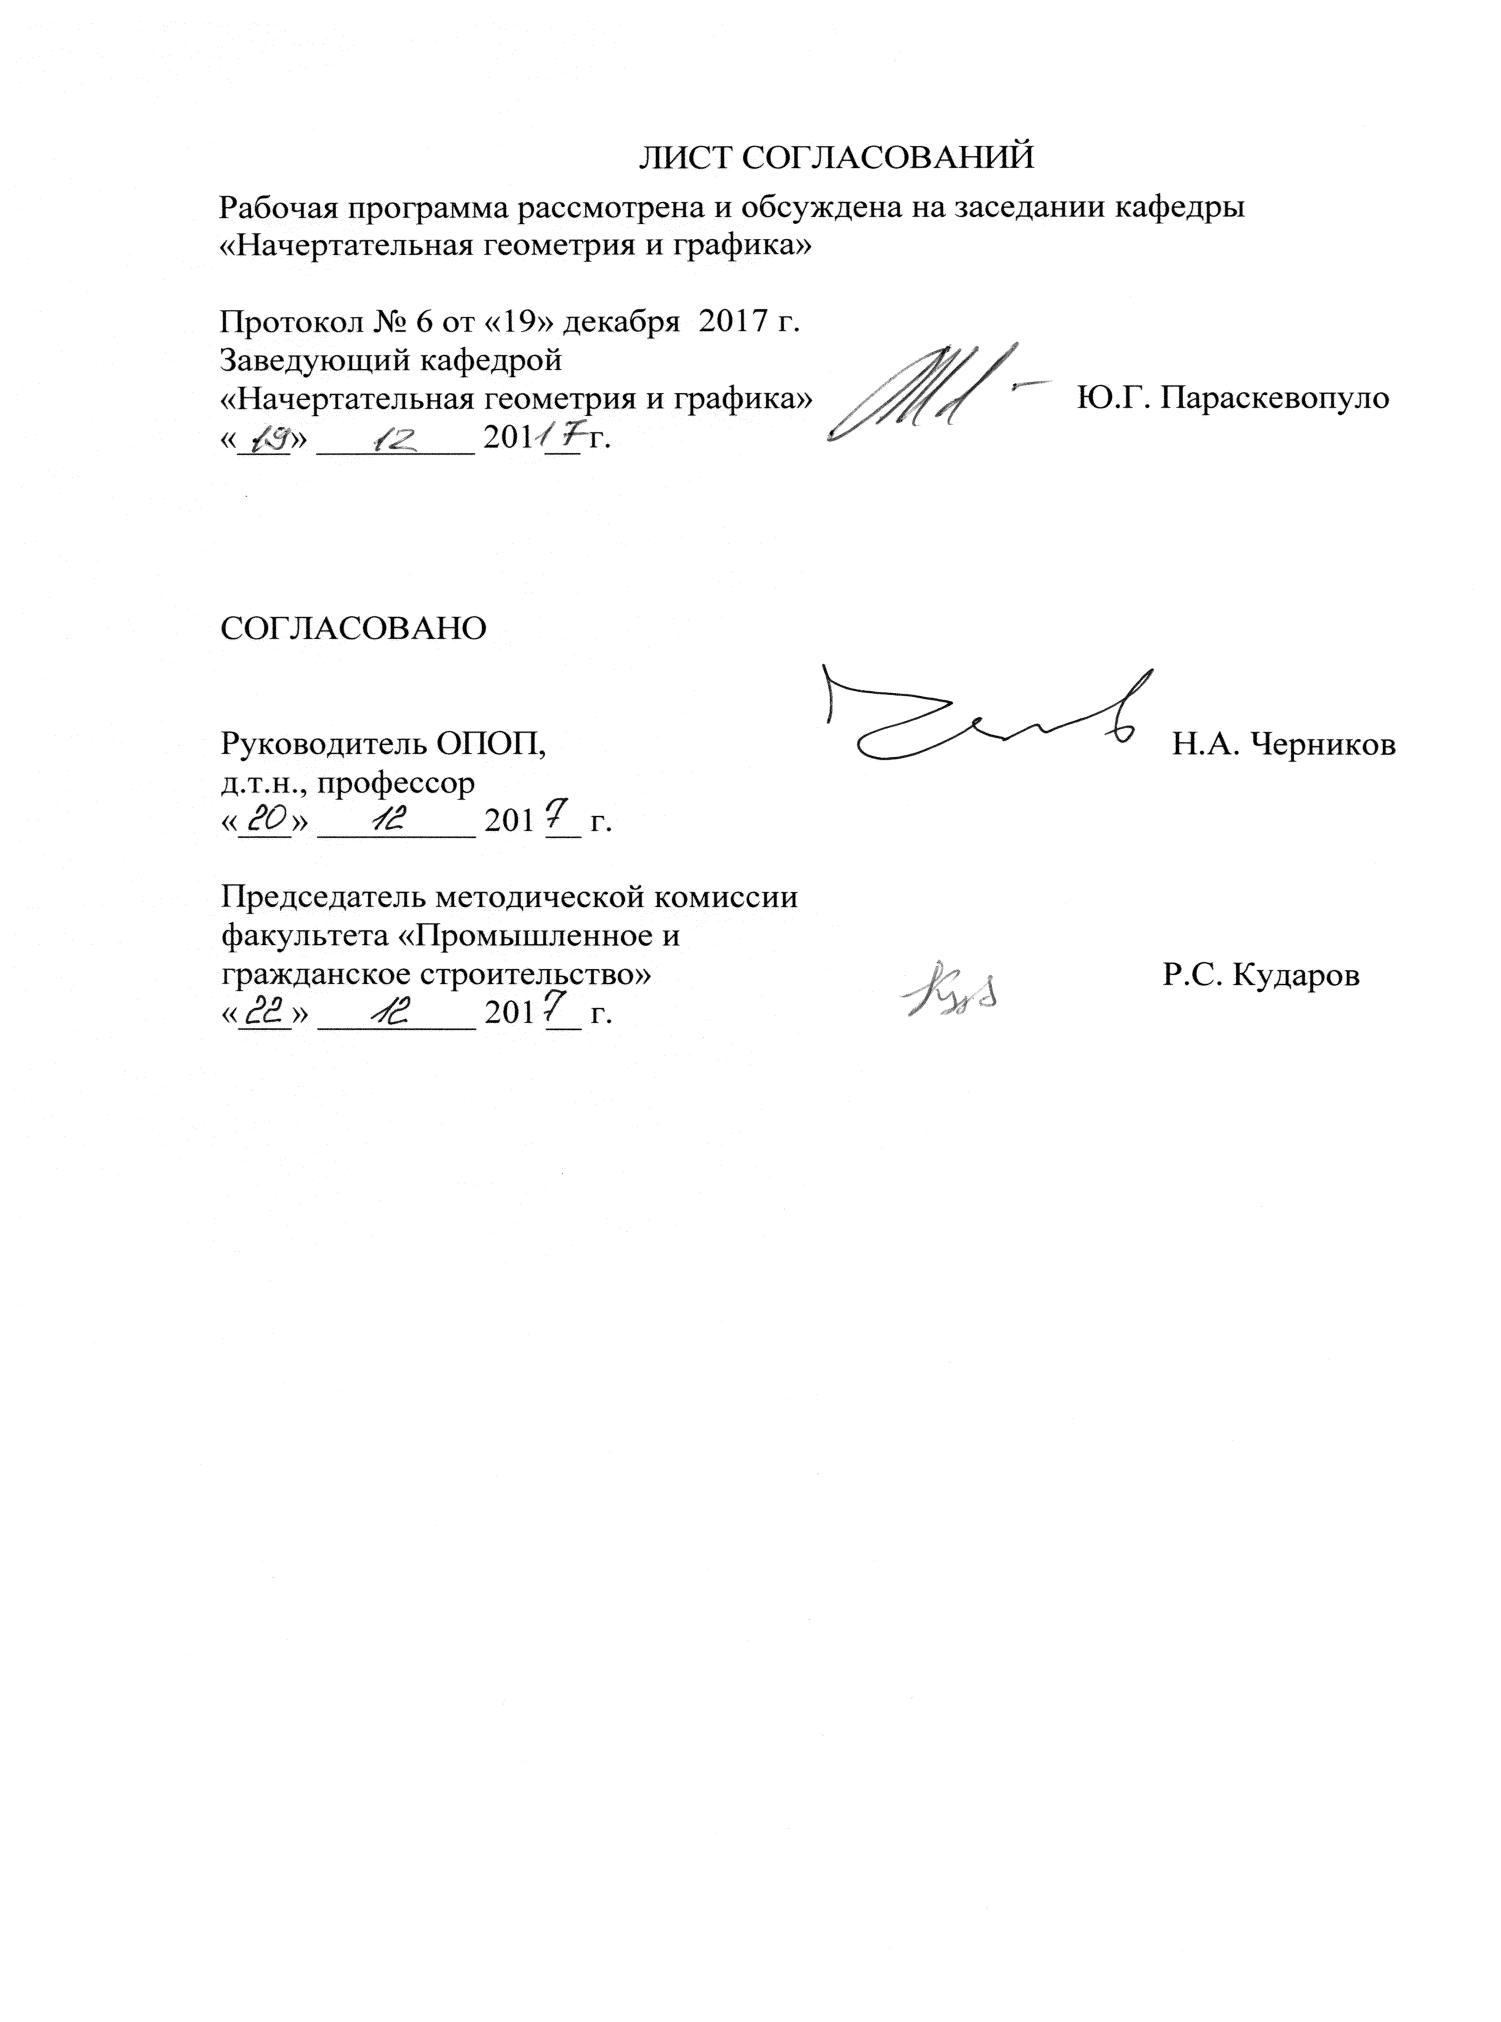 ЛИСТ СОГЛАСОВАНИЙ
Рабочая программа рассмотрена и обсуждена на заседании кафедры
«Начертательная геометрия и графика»
Протокол № 6 от «19» декабря 2017 г.
Заведующий кафедрой
«Начертательная геометрия и графика» Ю.Г. Параскевопуло
«19» 12 20117 г.
СОГЛАСОВАНО
Руководитель ОПОП, Н.А. Черников
д.т.н., профессор
«20» 12 2017 г.
Председатель методической комиссии
факультета «Промышленное и
гражданское строительство» Р.С. Кударов
«22» 12 2017 г.